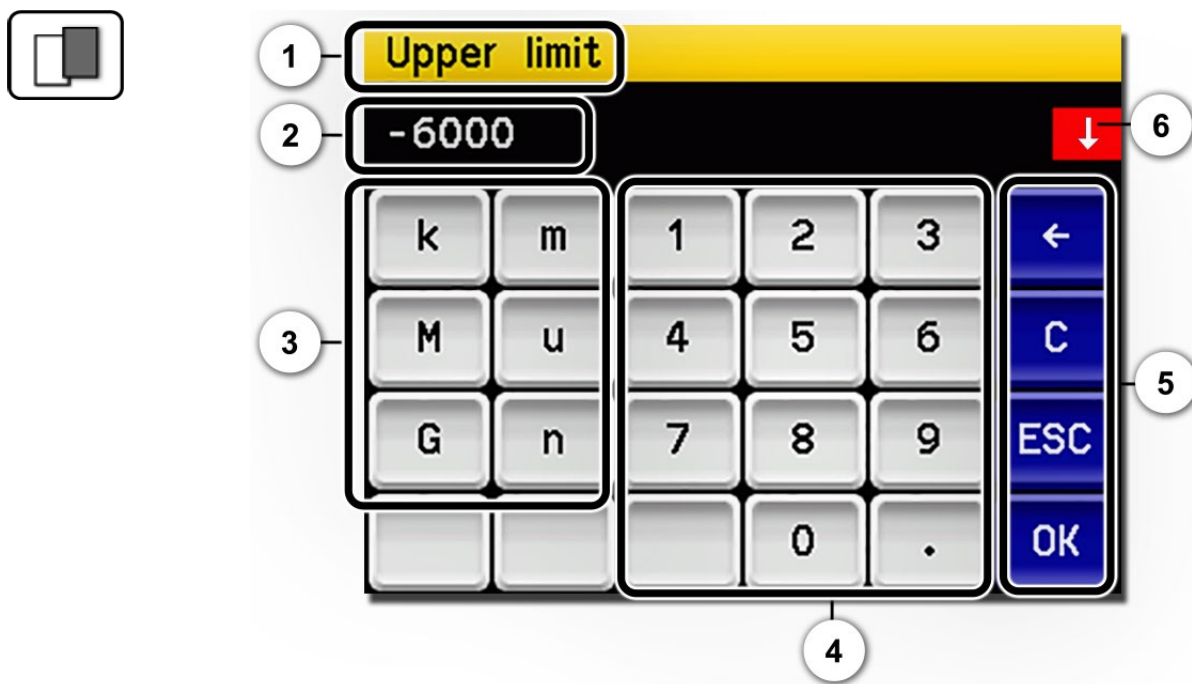 1 Upper limit
2 -6000 ↓ 6
k m 1 2 3 ←
3 M u 4 5 6 C
5
G n 7 8 9 ESC
0 . OK
4